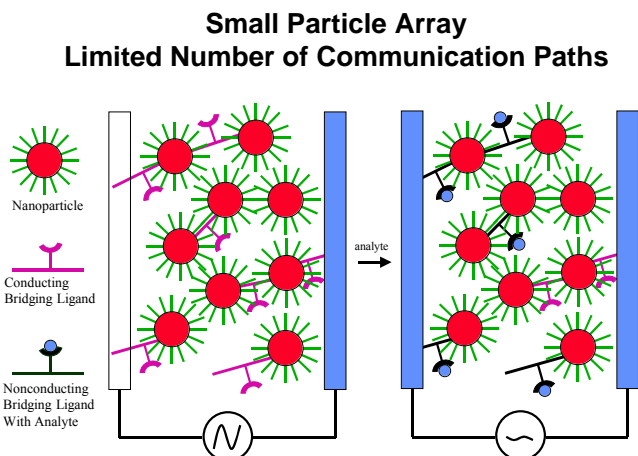 Small Particle Array
Limited Number of Communication Paths
Nanoparticle
Conducting
Bridging Ligand
Nonconducting
Bridging Ligand
With Analyte
analyte